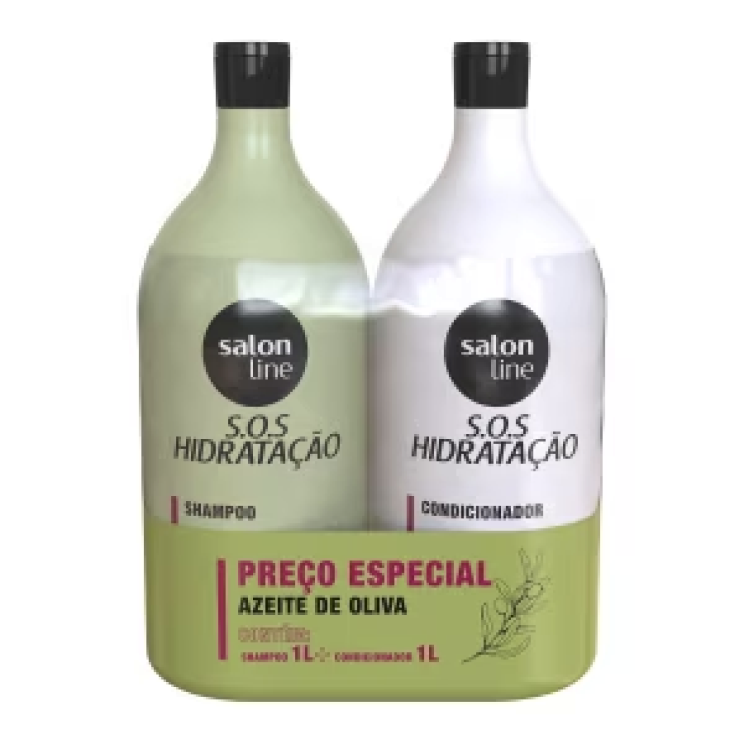 salon
line
S.O.S
HIDRATAÇÃO
SHAMPOO
salon
line
S.O.S
HIDRATAÇÃO
CONDICIONADOR
PREÇO ESPECIAL
AZEITE DE OLIVA
CONTÉM:
SHAMPOO 1L + CONDICIONADOR 1L